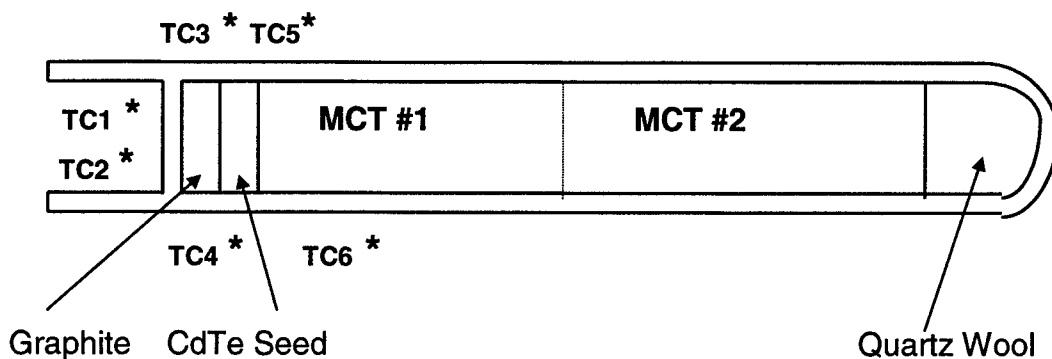 TC3 * TC5 *
TC1 *
MCT #1 MCT #2
TC2 *
TC4 * TC6 *
Graphite CdTe Seed Quartz Wool